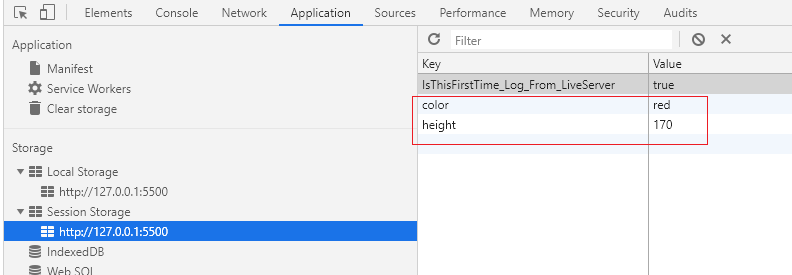 Elements Console Network Application Sources Performance Memory Security Audits
Application
Manifest
Service Workers
Clear storage
Storage
Local Storage
http://127.0.0.1:5500
Session Storage
http://127.0.0.1:5500
IndexedDB
Web SQL
Filter
Key Value
IsThisFirstTime_Log_From_LiveServer true
color red
height 170